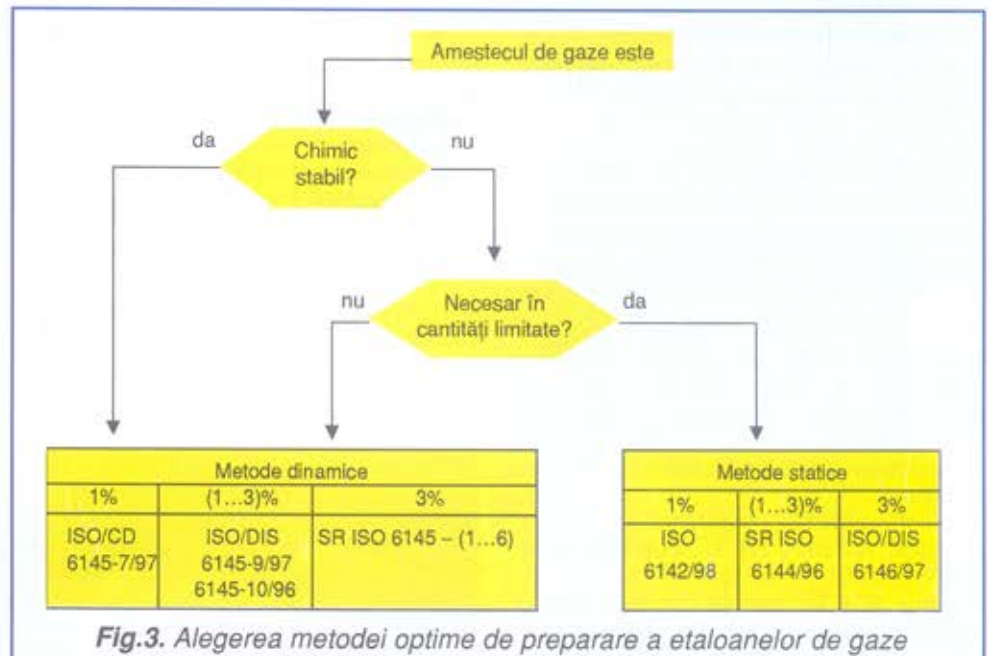 Amestecul de gaze este
da
Chimic
stabil?
nu
nu
Necesar în
cantități limitate?
da
Metode dinamice
1%
(1...3)%
3%
ISO/CD
6145-7/97
ISO/DIS
6145-9/97
6145-10/96
SR ISO 6145 – (1...6)
Metode statice
1%
(1...3)%
3%
ISO
6142/98
SR ISO
6144/96
ISO/DIS
6146/97
Fig.3. Alegerea metodei optime de preparare a etaloanelor de gaze